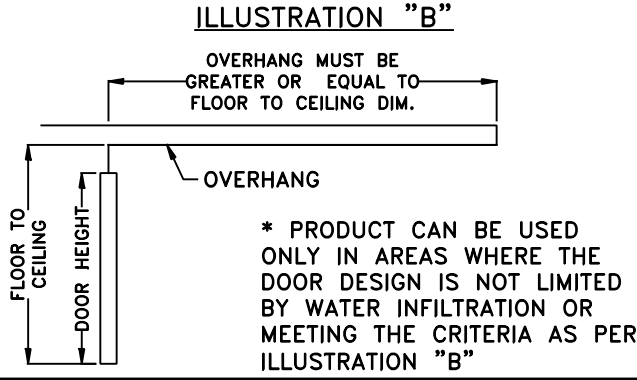 ILLUSTRATION "B"
OVERHANG MUST BE
GREATER OR EQUAL TO
FLOOR TO CEILING DIM.
OVERHANG
FLOOR TO
CEILING
DOOR HEIGHT
* PRODUCT CAN BE USED
ONLY IN AREAS WHERE THE
DOOR DESIGN IS NOT LIMITED
BY WATER INFILTRATION OR
MEETING THE CRITERIA AS PER
ILLUSTRATION "B"